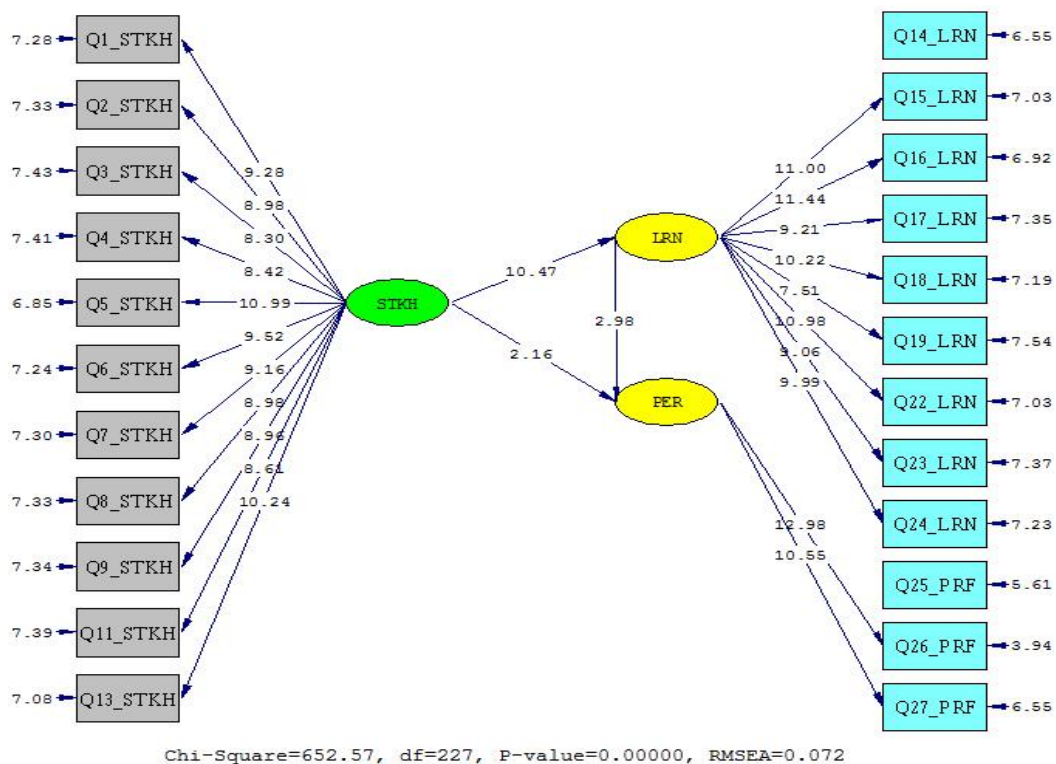 7.28 Q1_STKH
7.33 Q2_STKH
7.43 Q3_STKH
7.41 Q4_STKH
6.85 Q5_STKH
7.24 Q6_STKH
7.30 Q7_STKH
7.33 Q8_STKH
7.34 Q9_STKH
7.39 Q11_STKH
7.08 Q13_STKH
9.28
8.98
8.30
8.42
10.99
9.52
9.16
8.98
8.96
8.61
10.24
STKH
10.47
2.16
LRN
2.98
PER
11.00
11.44
9.21
10.22
7.51
10.98
9.06
9.99
12.98
10.55
Q14_LRN 6.55
Q15_LRN 7.03
Q16_LRN 6.92
Q17_LRN 7.35
Q18_LRN 7.19
Q19_LRN 7.54
Q22_LRN 7.03
Q23_LRN 7.37
Q24_LRN 7.23
Q25_PRF 5.61
Q26_PRF 3.94
Q27_PRF 6.55
Chi-Square=652.57, df=227, P-value=0.00000, RMSEA=0.072